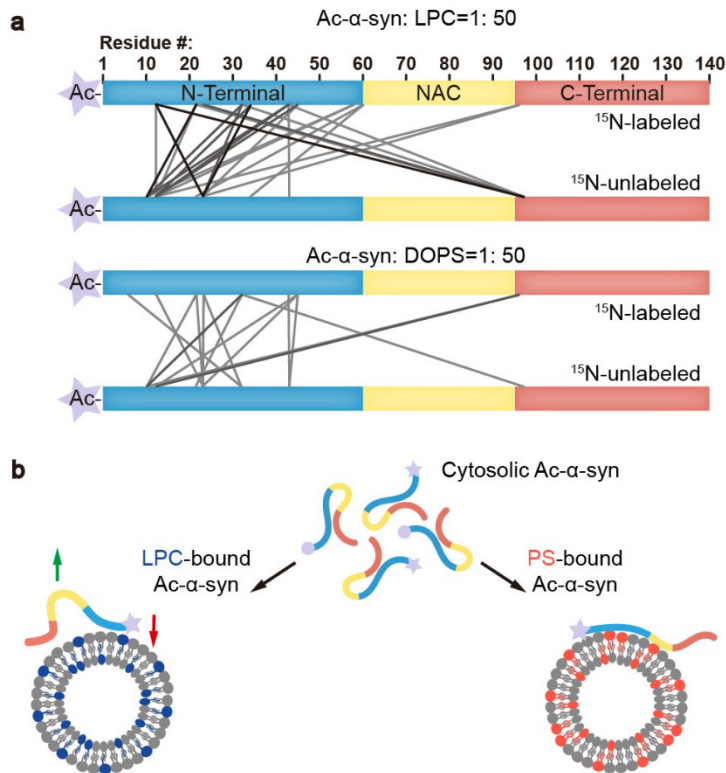 a
Ac-α-syn: LPC=1: 50
Residue #:
1 10 20 30 40 50 60 70 80 90 100 110 120 130 140
Ac- N-Terminal NAC C-Terminal
¹⁵N-labeled
¹⁵N-unlabeled
Ac-
Ac-α-syn: DOPS=1: 50
Ac-
¹⁵N-labeled
¹⁵N-unlabeled
Ac-
b
Cytosolic Ac-α-syn
LPC-bound
Ac-α-syn
PS-bound
Ac-α-syn